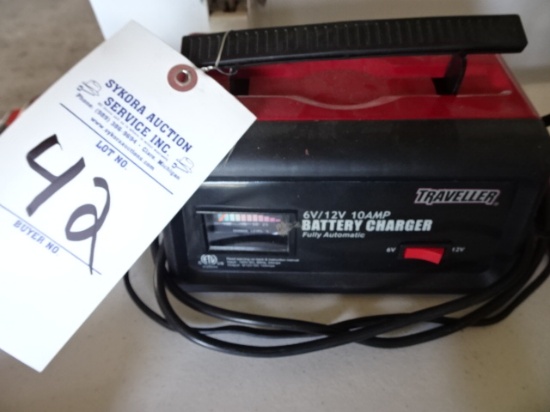 SYKORA AUCTION
SERVICE INC
LOT NO.
42
BUYER NO
TRAVELLER
6V/12V 10AMP
BATTERY CHARGER
Fully Automatic
6V
12V